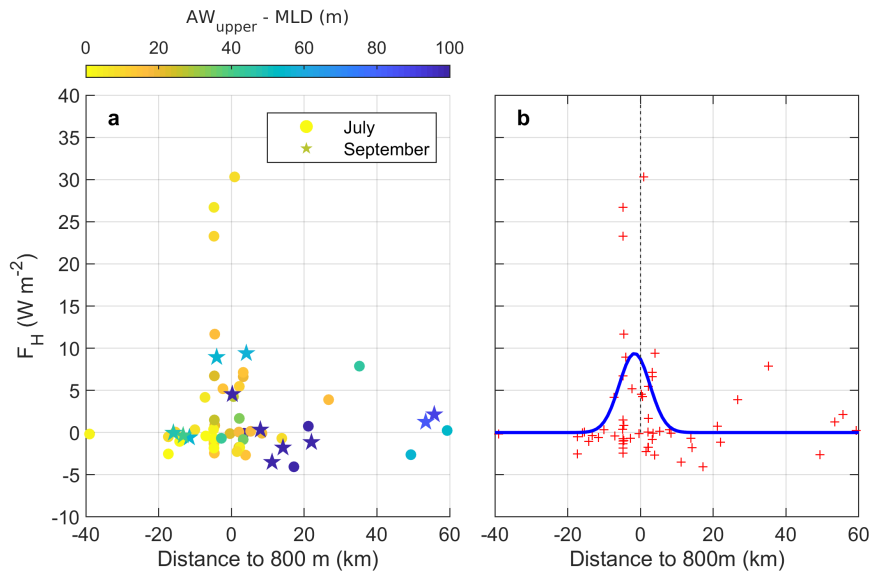 AW_upper - MLD (m)
0 20 40 60 80 100
40 35 30 25 20 15 10 5 0 -5 -10
F_H (W m^-2)
a
July
September
-40 -20 0 20 40 60
Distance to 800 m (km)
b
-40 -20 0 20 40 60
Distance to 800m (km)